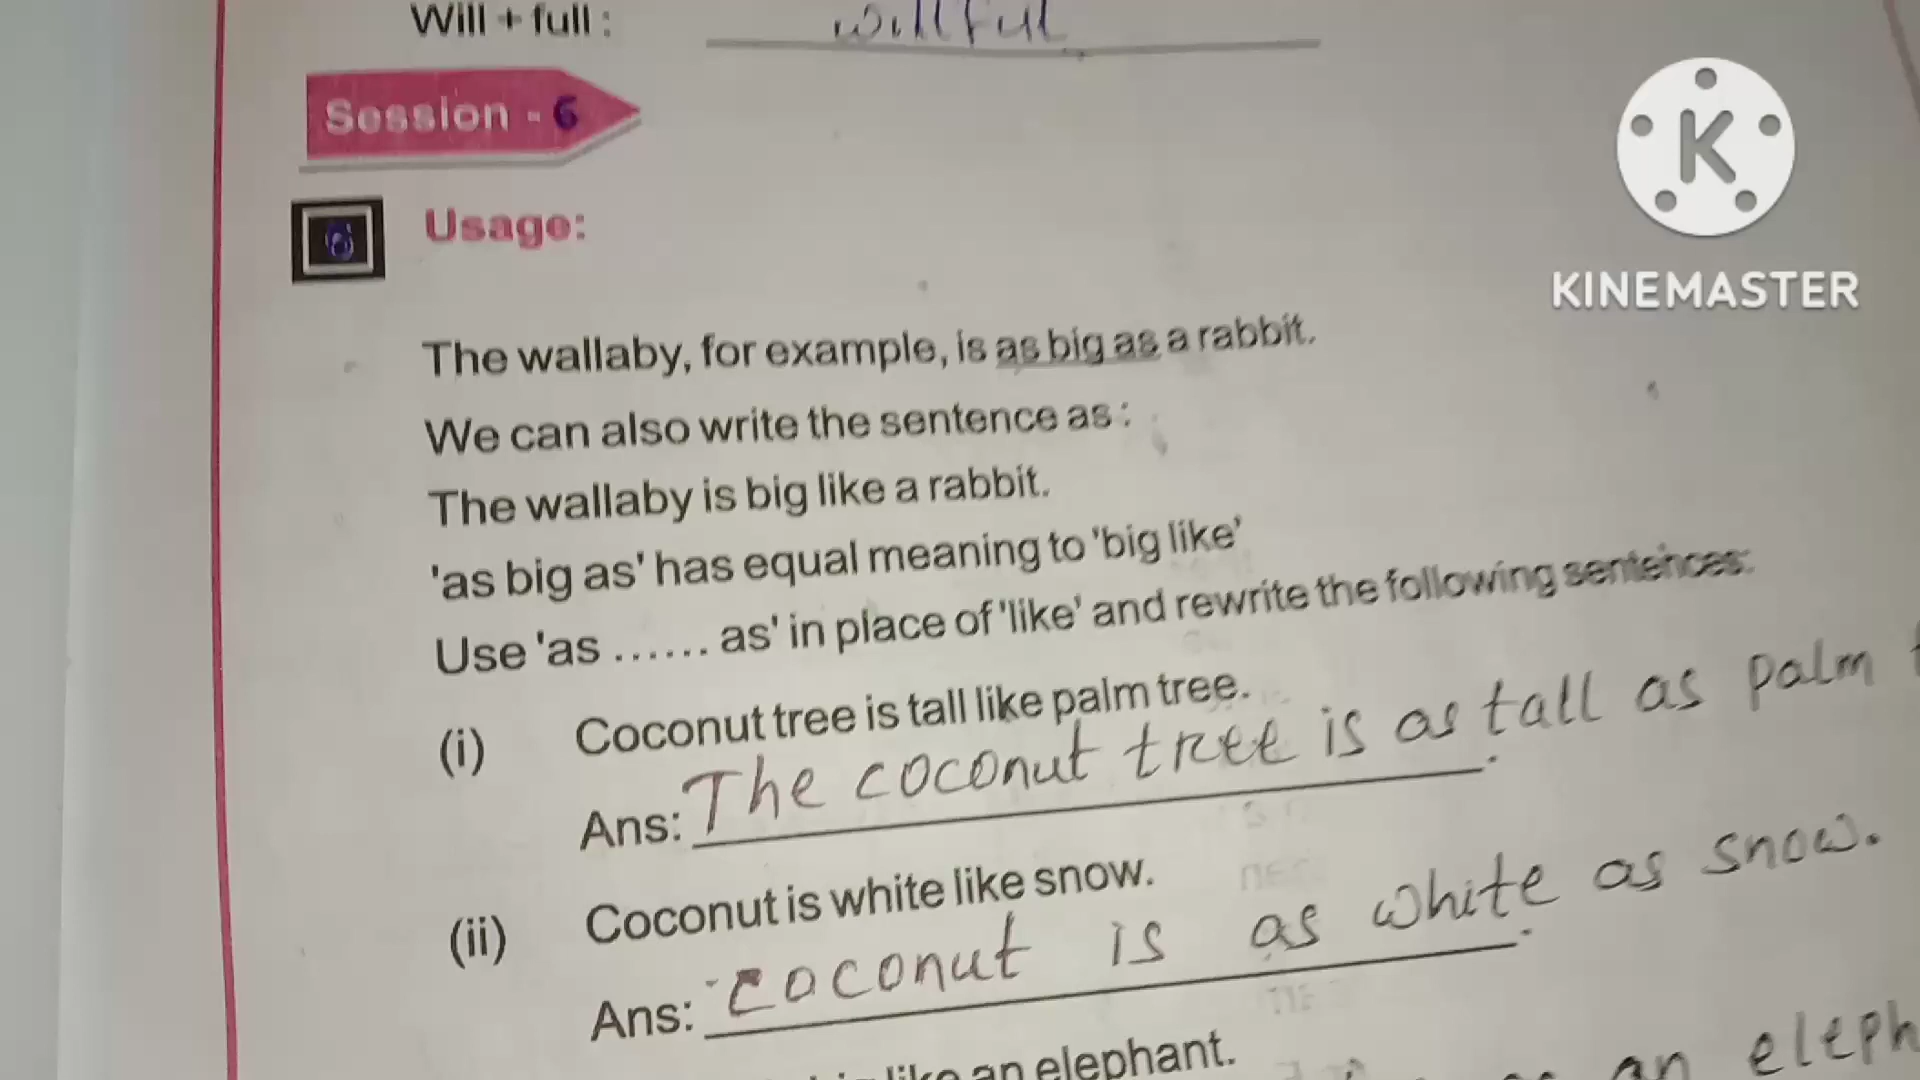 Will + full : willful
Session - 6
6 Usage:
K
KINEMASTER
The wallaby, for example, is as big as a rabbit.
We can also write the sentence as :
The wallaby is big like a rabbit.
'as big as' has equal meaning to 'big like'
Use 'as ...... as' in place of 'like' and rewrite the following sentences:
(i) Coconut tree is tall like palm tree.
Ans: The coconut tree is as tall as palm
(ii) Coconut is white like snow.
Ans: coconut is as white as snow.
like an elephant.
an eleph